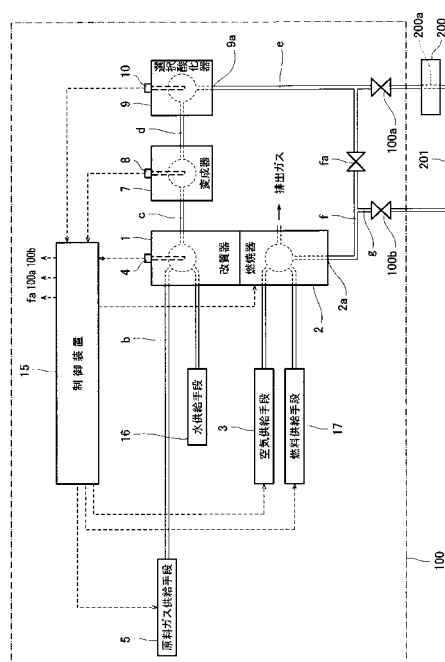 200a
200
選択酸化器
10
9
9a
e
100a
d
8
7
変成器
fa
201
排出ガス
f
g
100b
c
1
4
改質器
燃焼器
2a
2
fa 100a 100b
15
制御装置
b
16
水供給手段
3
空気供給手段
燃料供給手段
17
5
原料ガス供給手段
100